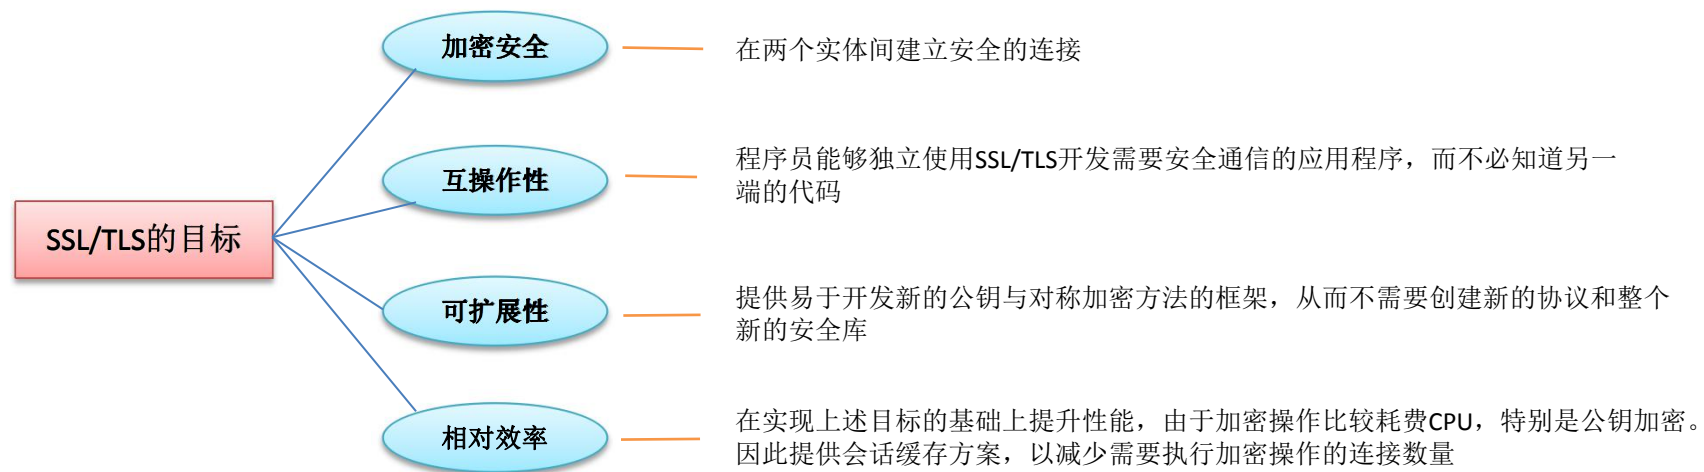 SSL/TLS的目标
加密安全
在两个实体间建立安全的连接
互操作性
程序员能够独立使用SSL/TLS开发需要安全通信的应用程序，而不必知道另一
端的代码
可扩展性
提供易于开发新的公钥与对称加密方法的框架，从而不需要创建新的协议和整个
新的安全库
相对效率
在实现上述目标的基础上提升性能，由于加密操作比较耗费CPU，特别是公钥加密。
因此提供会话缓存方案，以减少需要执行加密操作的连接数量